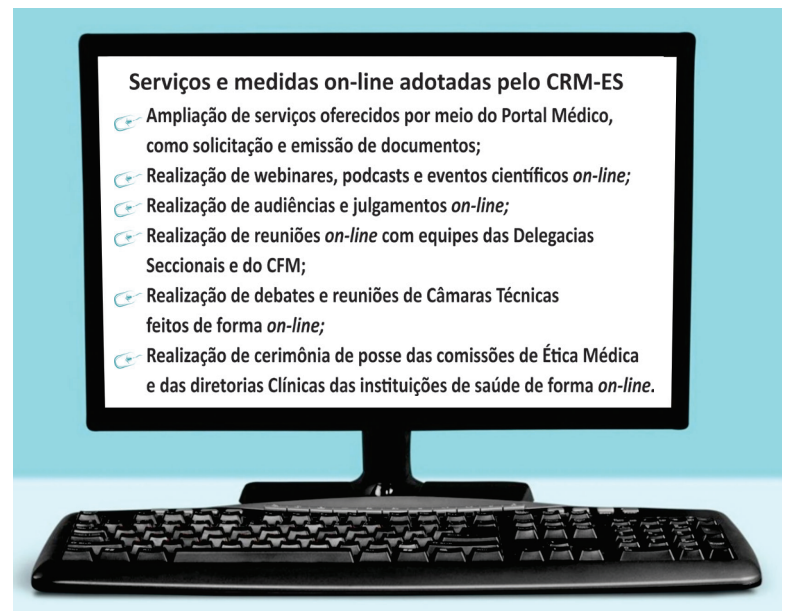 Serviços e medidas on-line adotadas pelo CRM-ES
Ampliação de serviços oferecidos por meio do Portal Médico,
como solicitação e emissão de documentos;
Realização de webinares, podcasts e eventos científicos on-line;
Realização de audiências e julgamentos on-line;
Realização de reuniões on-line com equipes das Delegacias
Seccionais e do CFM;
Realização de debates e reuniões de Câmaras Técnicas
feitos de forma on-line;
Realização de cerimônia de posse das comissões de Ética Médica
e das diretorias Clínicas das instituições de saúde de forma on-line.